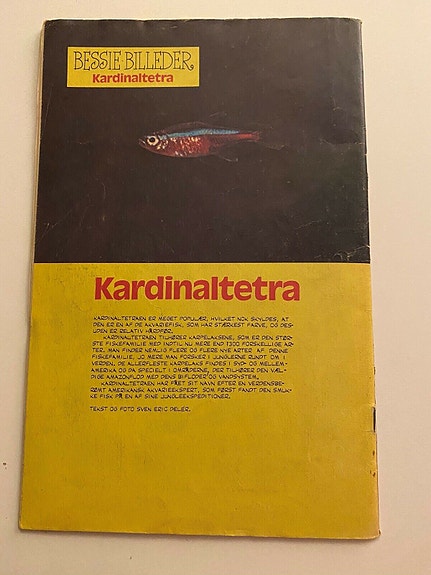 BESSIE BILLEDER
Kardinaltetra
Kardinaltetra
KARDINALTETRAEN ER MEGET POPULÆR, HVILKET NOK SKYLDES, AT
DEN ER EN AF DE AKVARIEFISK, SOM HAR STÆRKEST FARVE, OG DES-
UDEN ER RELATIV HÅRDFØR.
KARDINALTETRAEN TILHØRER KARPELAKSENE, SOM ER DEN STØR-
STE FISKEFAMILIE MED INDTIL NU MERE END 1300 FORSKELLIGE AR-
TER. MAN FINDER NEMLIG FLERE OG FLERE NYE ARTER AF DENNE
FISKEFAMILIE, JO MERE MAN FORSKER I JUNGLERNE RUNDT OM I
VERDEN. DE ALLERFLESTE KARPELAKS FINDES I SYD- OG MELLEM-
AMERIKA OG DA SPECIELT I OMRÅDERNE, DER TILHØRER DEN VÆL-
DIGE AMAZONFLOD MED DENS BIFLODER OG VANDSYSTEM.
KARDINALTETRAEN HAR FÅET SIT NAVN EFTER EN VERDENSBE-
RØMT AMERIKANSK AKVARIEEKSPERT, SOM FØRST FANDT DEN SMUK-
KE FISK PÅ EN AF SINE JUNGLEEKSPEDITIONER.
TEKST OG FOTO SVEN ERIC DELÉR.